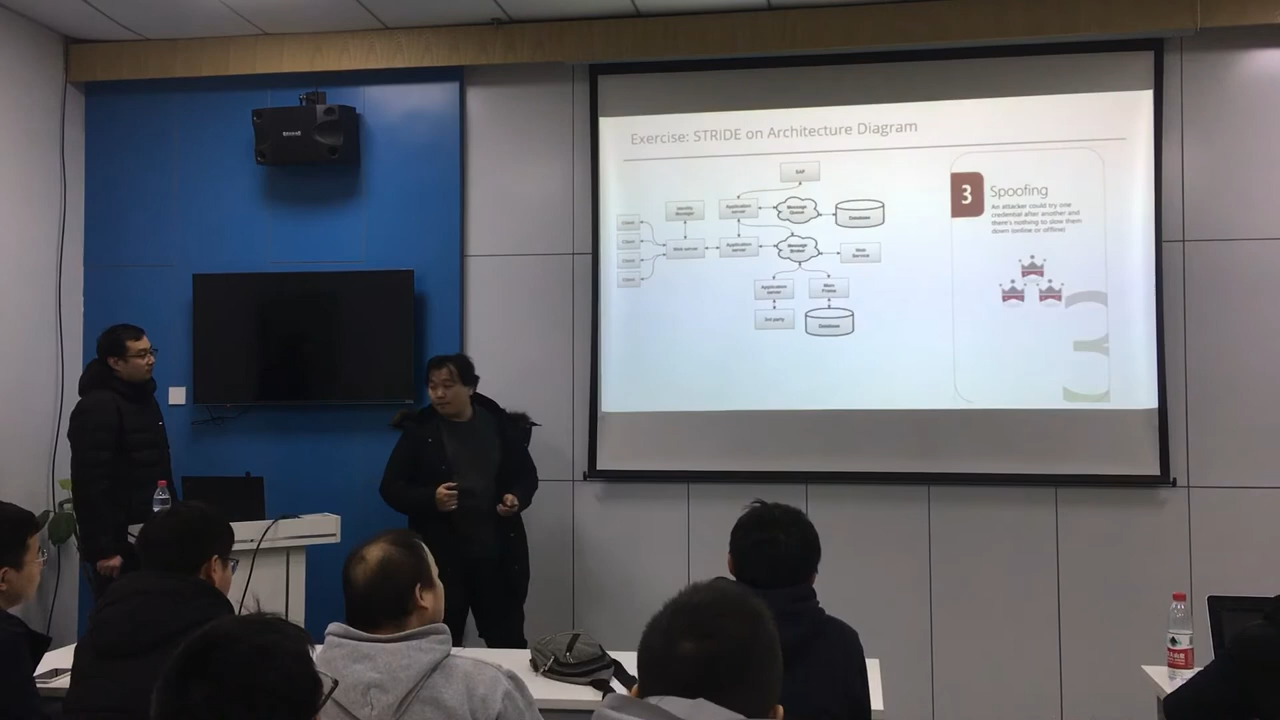 Exercise: STRIDE on Architecture Diagram
SAP
Identity
Manager
Application
server
Message
Queue
Database
Client
Client
Client
Client
Web server
Application
server
Message
Broker
Web
Service
Application
server
Main
Frame
3rd party
Database
3
Spoofing
An attacker could try one
credential after another and
there's nothing to slow them
down (online or offline)
3